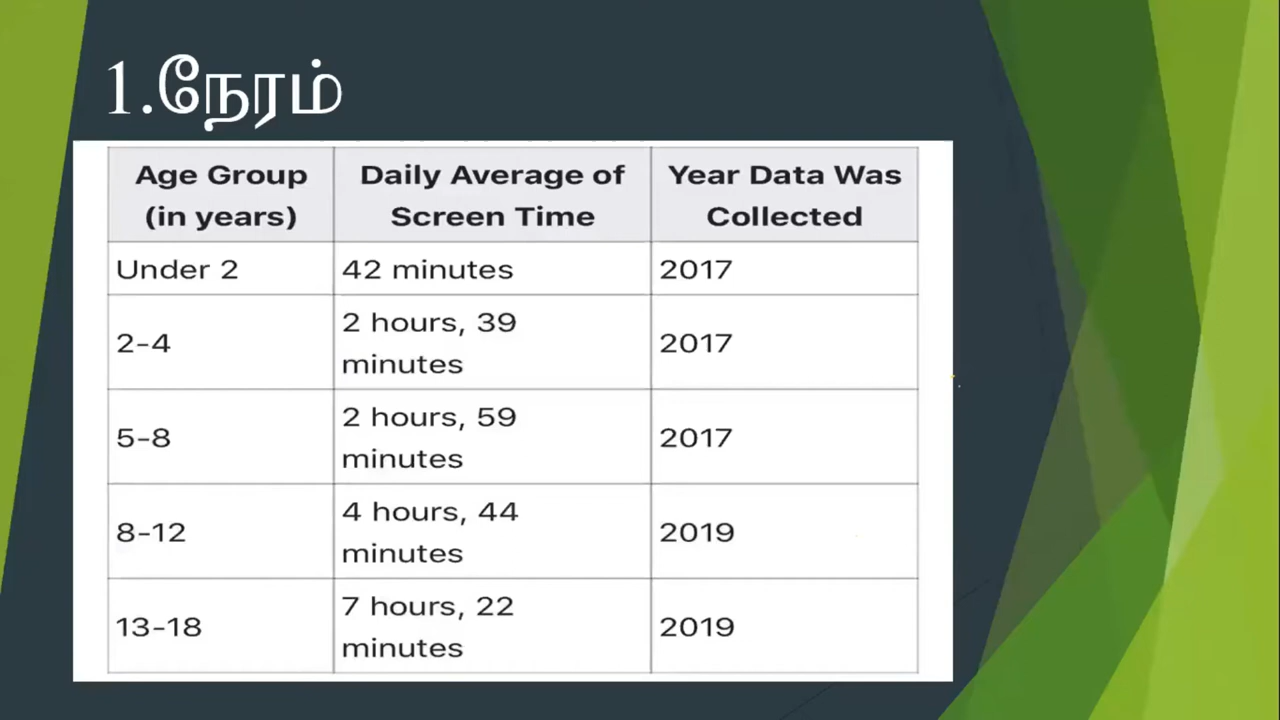 1.நேரம்
Age Group (in years) Daily Average of Screen Time Year Data Was Collected
Under 2 42 minutes 2017
2-4 2 hours, 39 minutes 2017
5-8 2 hours, 59 minutes 2017
8-12 4 hours, 44 minutes 2019
13-18 7 hours, 22 minutes 2019